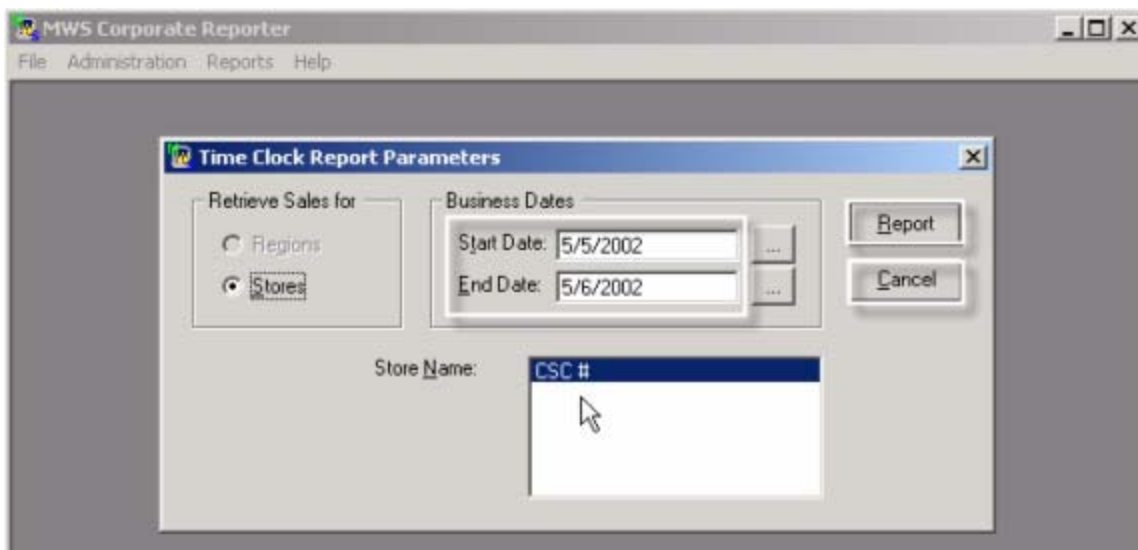 MWS Corporate Reporter
File Administration Reports Help
Time Clock Report Parameters
Retrieve Sales for
Regions
Stores
Business Dates
Start Date: 5/5/2002 ...
End Date: 5/6/2002 ...
Report
Cancel
Store Name:
CSC #